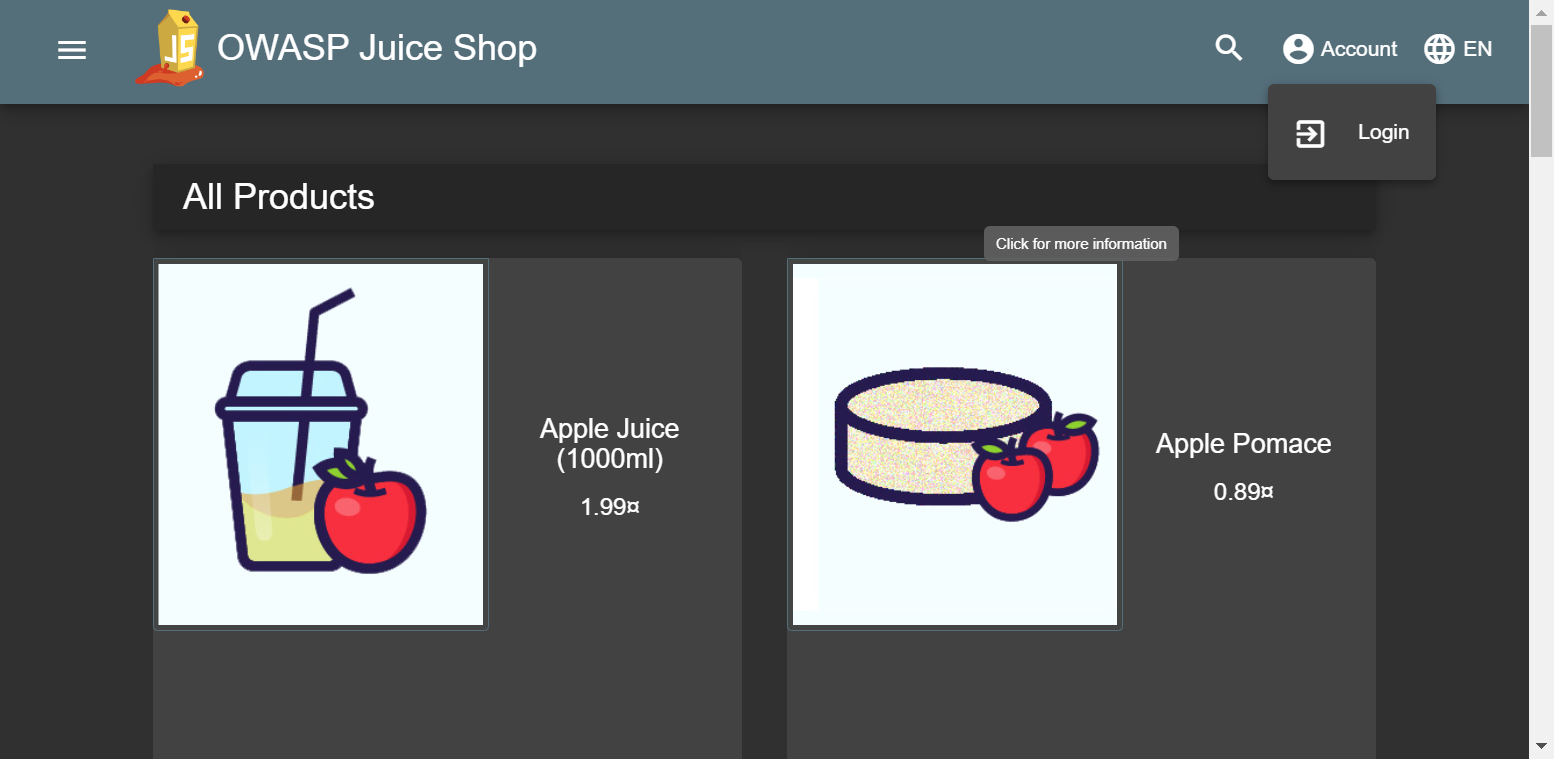 JS
OWASP Juice Shop
Account
EN
Login
All Products
Click for more information
Apple Juice
(1000ml)
1.99¤
Apple Pomace
0.89¤